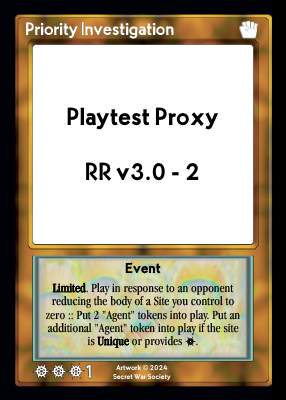 Priority Investigation
Playtest Proxy
RR v3.0 - 2
Event
Limited. Play in response to an opponent
reducing the body of a Site you control to
zero :: Put 2 "Agent" tokens into play. Put an
additional "Agent" token into play if the site
is Unique or provides .
1
Artwork © 2024
Secret War Society